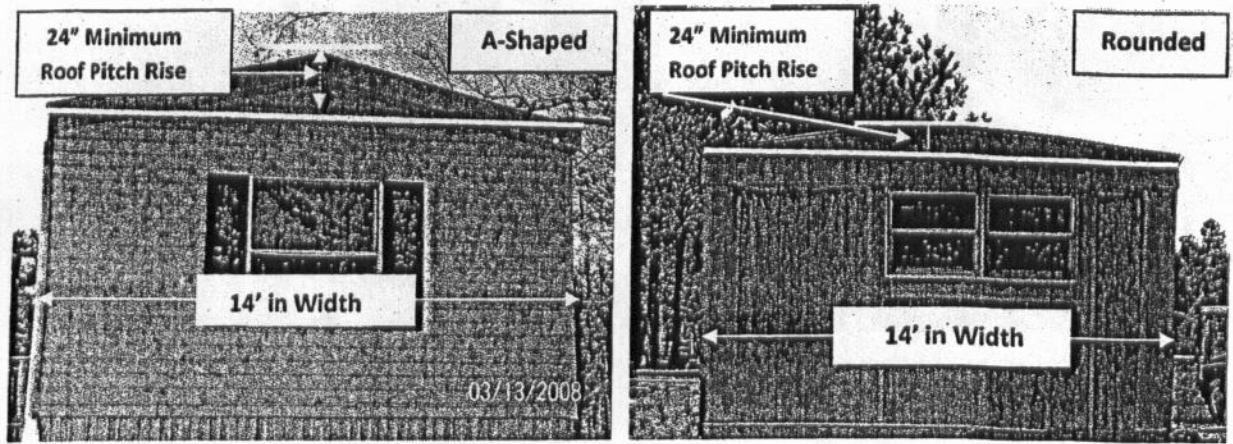 24" Minimum
Roof Pitch Rise
A-Shaped
14' in Width
03/13/2008
24" Minimum
Roof Pitch Rise
Rounded
14' in Width